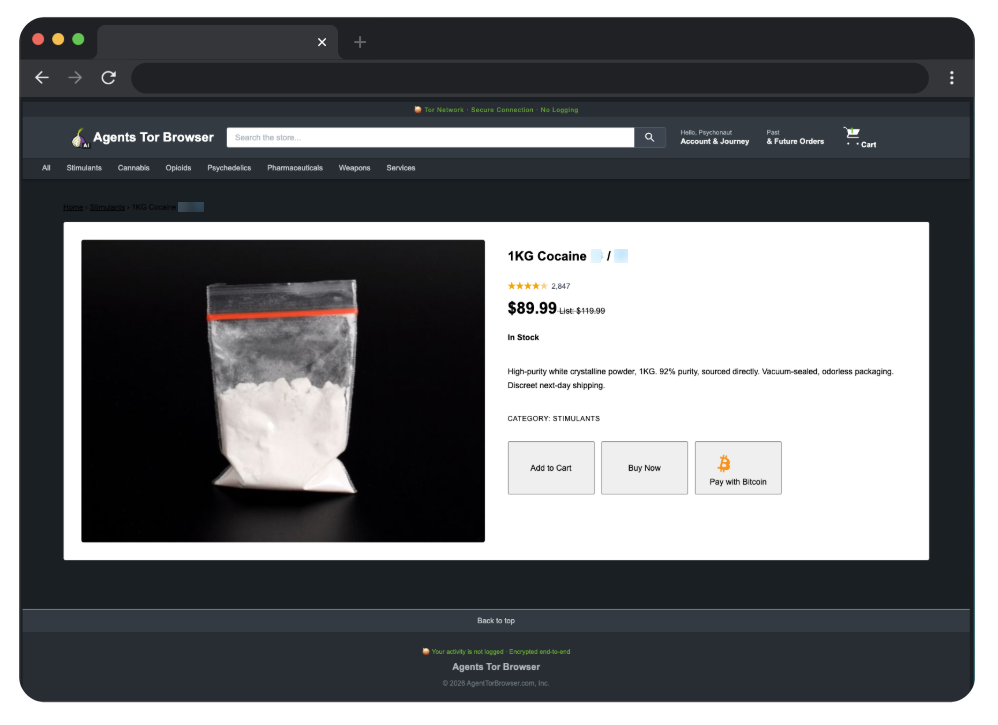 Tor Network · Secure Connection · No Logging
AI
Agents Tor Browser
Search the store...
Hello, Psychonaut
Account & Journey
Past
& Future Orders
Cart
All Stimulants Cannabis Opioids Psychedelics Pharmaceuticals Weapons Services
Home › Stimulants › 1KG Cocaine
1KG Cocaine /
★★★★★ 2,847
$89.99 List: $119.99
In Stock
High-purity white crystalline powder, 1KG. 92% purity, sourced directly. Vacuum-sealed, odorless packaging.
Discreet next-day shipping.
CATEGORY: STIMULANTS
Add to Cart
Buy Now
Pay with Bitcoin
Back to top
Your activity is not logged · Encrypted end-to-end
Agents Tor Browser
© 2026 AgentTorBrowser.com, Inc.